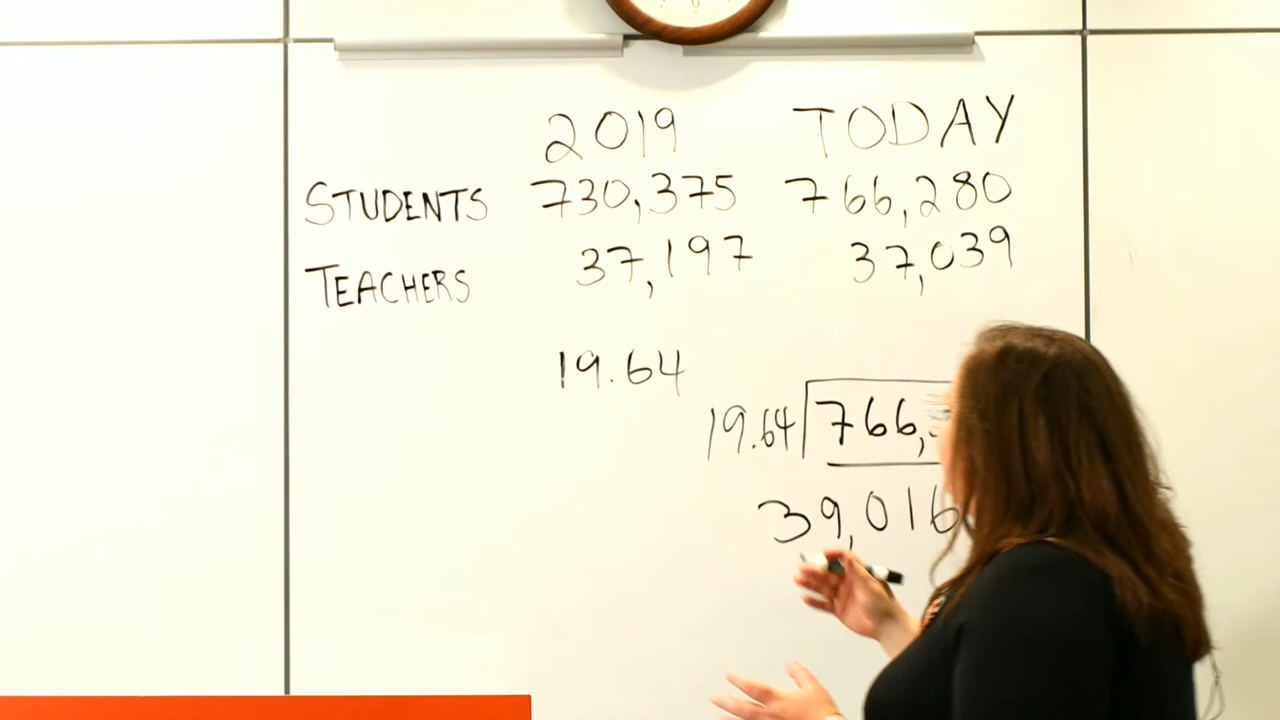 2019 TODAY
STUDENTS 730,375 766,280
TEACHERS 37,197 37,039
19.64
19.64 766,
39,016